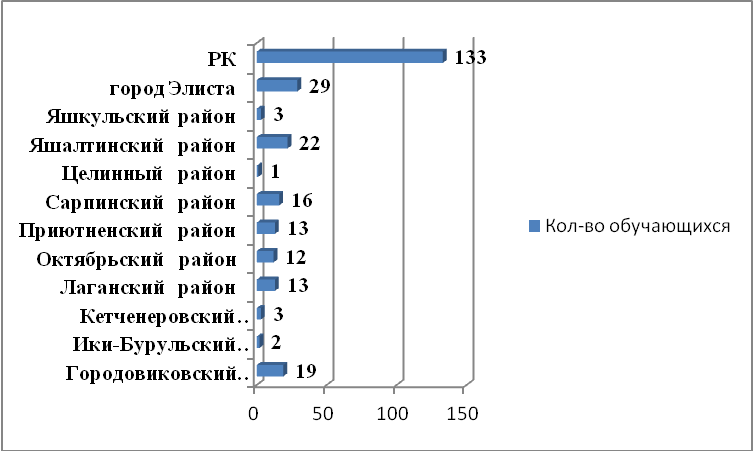 РК 133
город Элиста 29
Яшкульский район 3
Яшалтинский район 22
Целинный район 1
Сарпинский район 16
Приютненский район 13
Октябрьский район 12
Лаганский район 13
Кетченеровский.. 3
Ики-Бурульский.. 2
Городовиковский.. 19
0 50 100 150
Кол-во обучающихся